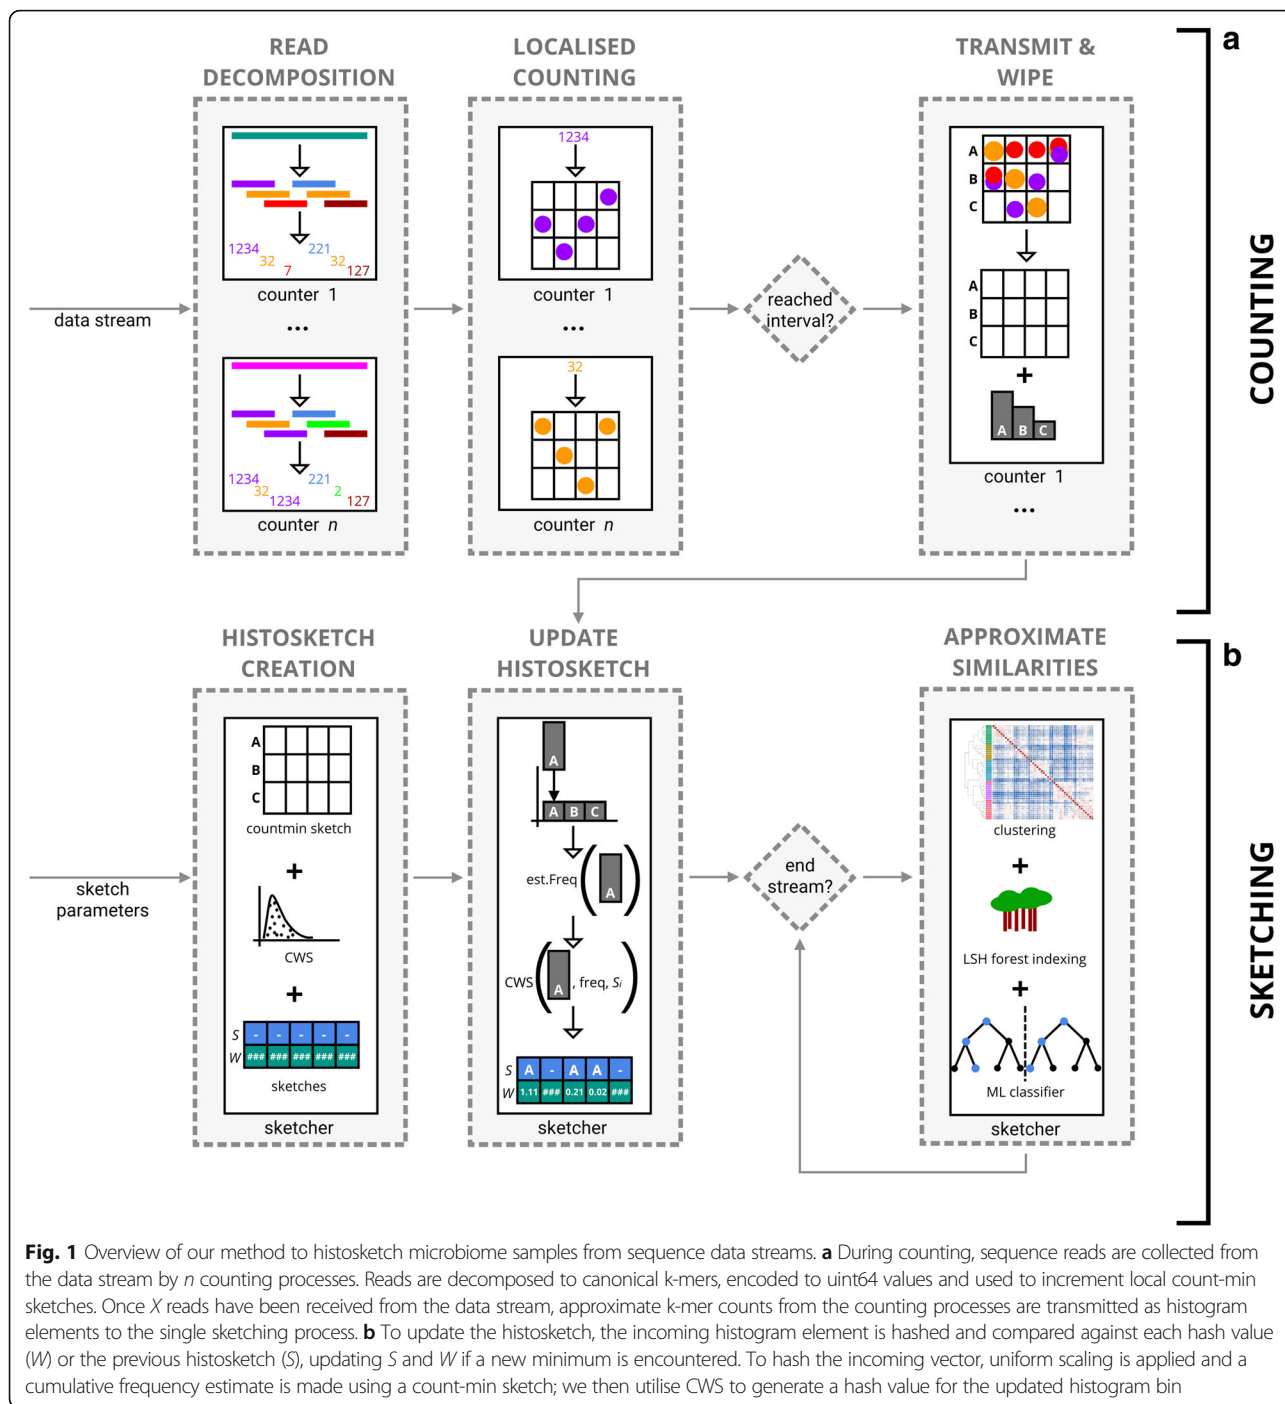 a
READ
DECOMPOSITION
LOCALISED
COUNTING
TRANSMIT &
WIPE
1234
32
7
221
32
127
counter 1
...
1234
32
1234
221
2
127
counter n
data stream
1234
counter 1
...
32
counter n
reached
interval?
A
B
C
A
B
C
+
A B C
counter 1
...
COUNTING
b
HISTOSKETCH
CREATION
UPDATE
HISTOSKETCH
APPROXIMATE
SIMILARITIES
sketch
parameters
A
B
C
countmin sketch
+
CWS
+
S - - - - -
W ### ### ### ### ###
sketches
sketcher
A
A B C
est.Freq ( A )
CWS ( A , freq, Si )
S A - A A -
W 1.11 ### 0.21 0.02 ###
sketcher
end
stream?
clustering
+
LSH forest indexing
+
ML classifier
sketcher
SKETCHING
Fig. 1 Overview of our method to histosketch microbiome samples from sequence data streams. a During counting, sequence reads are collected from
the data stream by n counting processes. Reads are decomposed to canonical k-mers, encoded to uint64 values and used to increment local count-min
sketches. Once X reads have been received from the data stream, approximate k-mer counts from the counting processes are transmitted as histogram
elements to the single sketching process. b To update the histosketch, the incoming histogram element is hashed and compared against each hash value
(W) or the previous histosketch (S), updating S and W if a new minimum is encountered. To hash the incoming vector, uniform scaling is applied and a
cumulative frequency estimate is made using a count-min sketch; we then utilise CWS to generate a hash value for the updated histogram bin